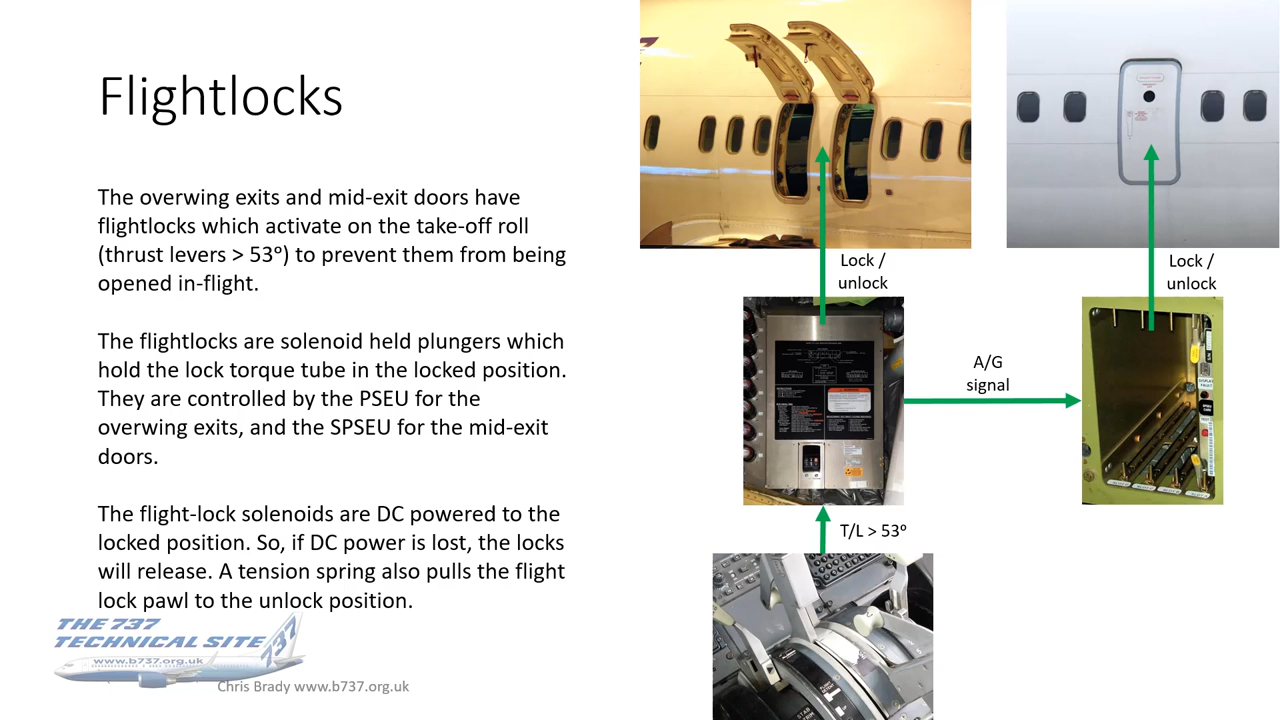 Flightlocks
The overwing exits and mid-exit doors have
flightlocks which activate on the take-off roll
(thrust levers > 53º) to prevent them from being
opened in-flight.
The flightlocks are solenoid held plungers which
hold the lock torque tube in the locked position.
They are controlled by the PSEU for the
overwing exits, and the SPSEU for the mid-exit
doors.
The flight-lock solenoids are DC powered to the
locked position. So, if DC power is lost, the locks
will release. A tension spring also pulls the flight
lock pawl to the unlock position.
THE 737
TECHNICAL SITE
737
www.b737.org.uk
Chris Brady www.b737.org.uk
Lock /
unlock
Lock /
unlock
A/G
signal
T/L > 53º
FLIGHT
DETENT
STAB
TRIM